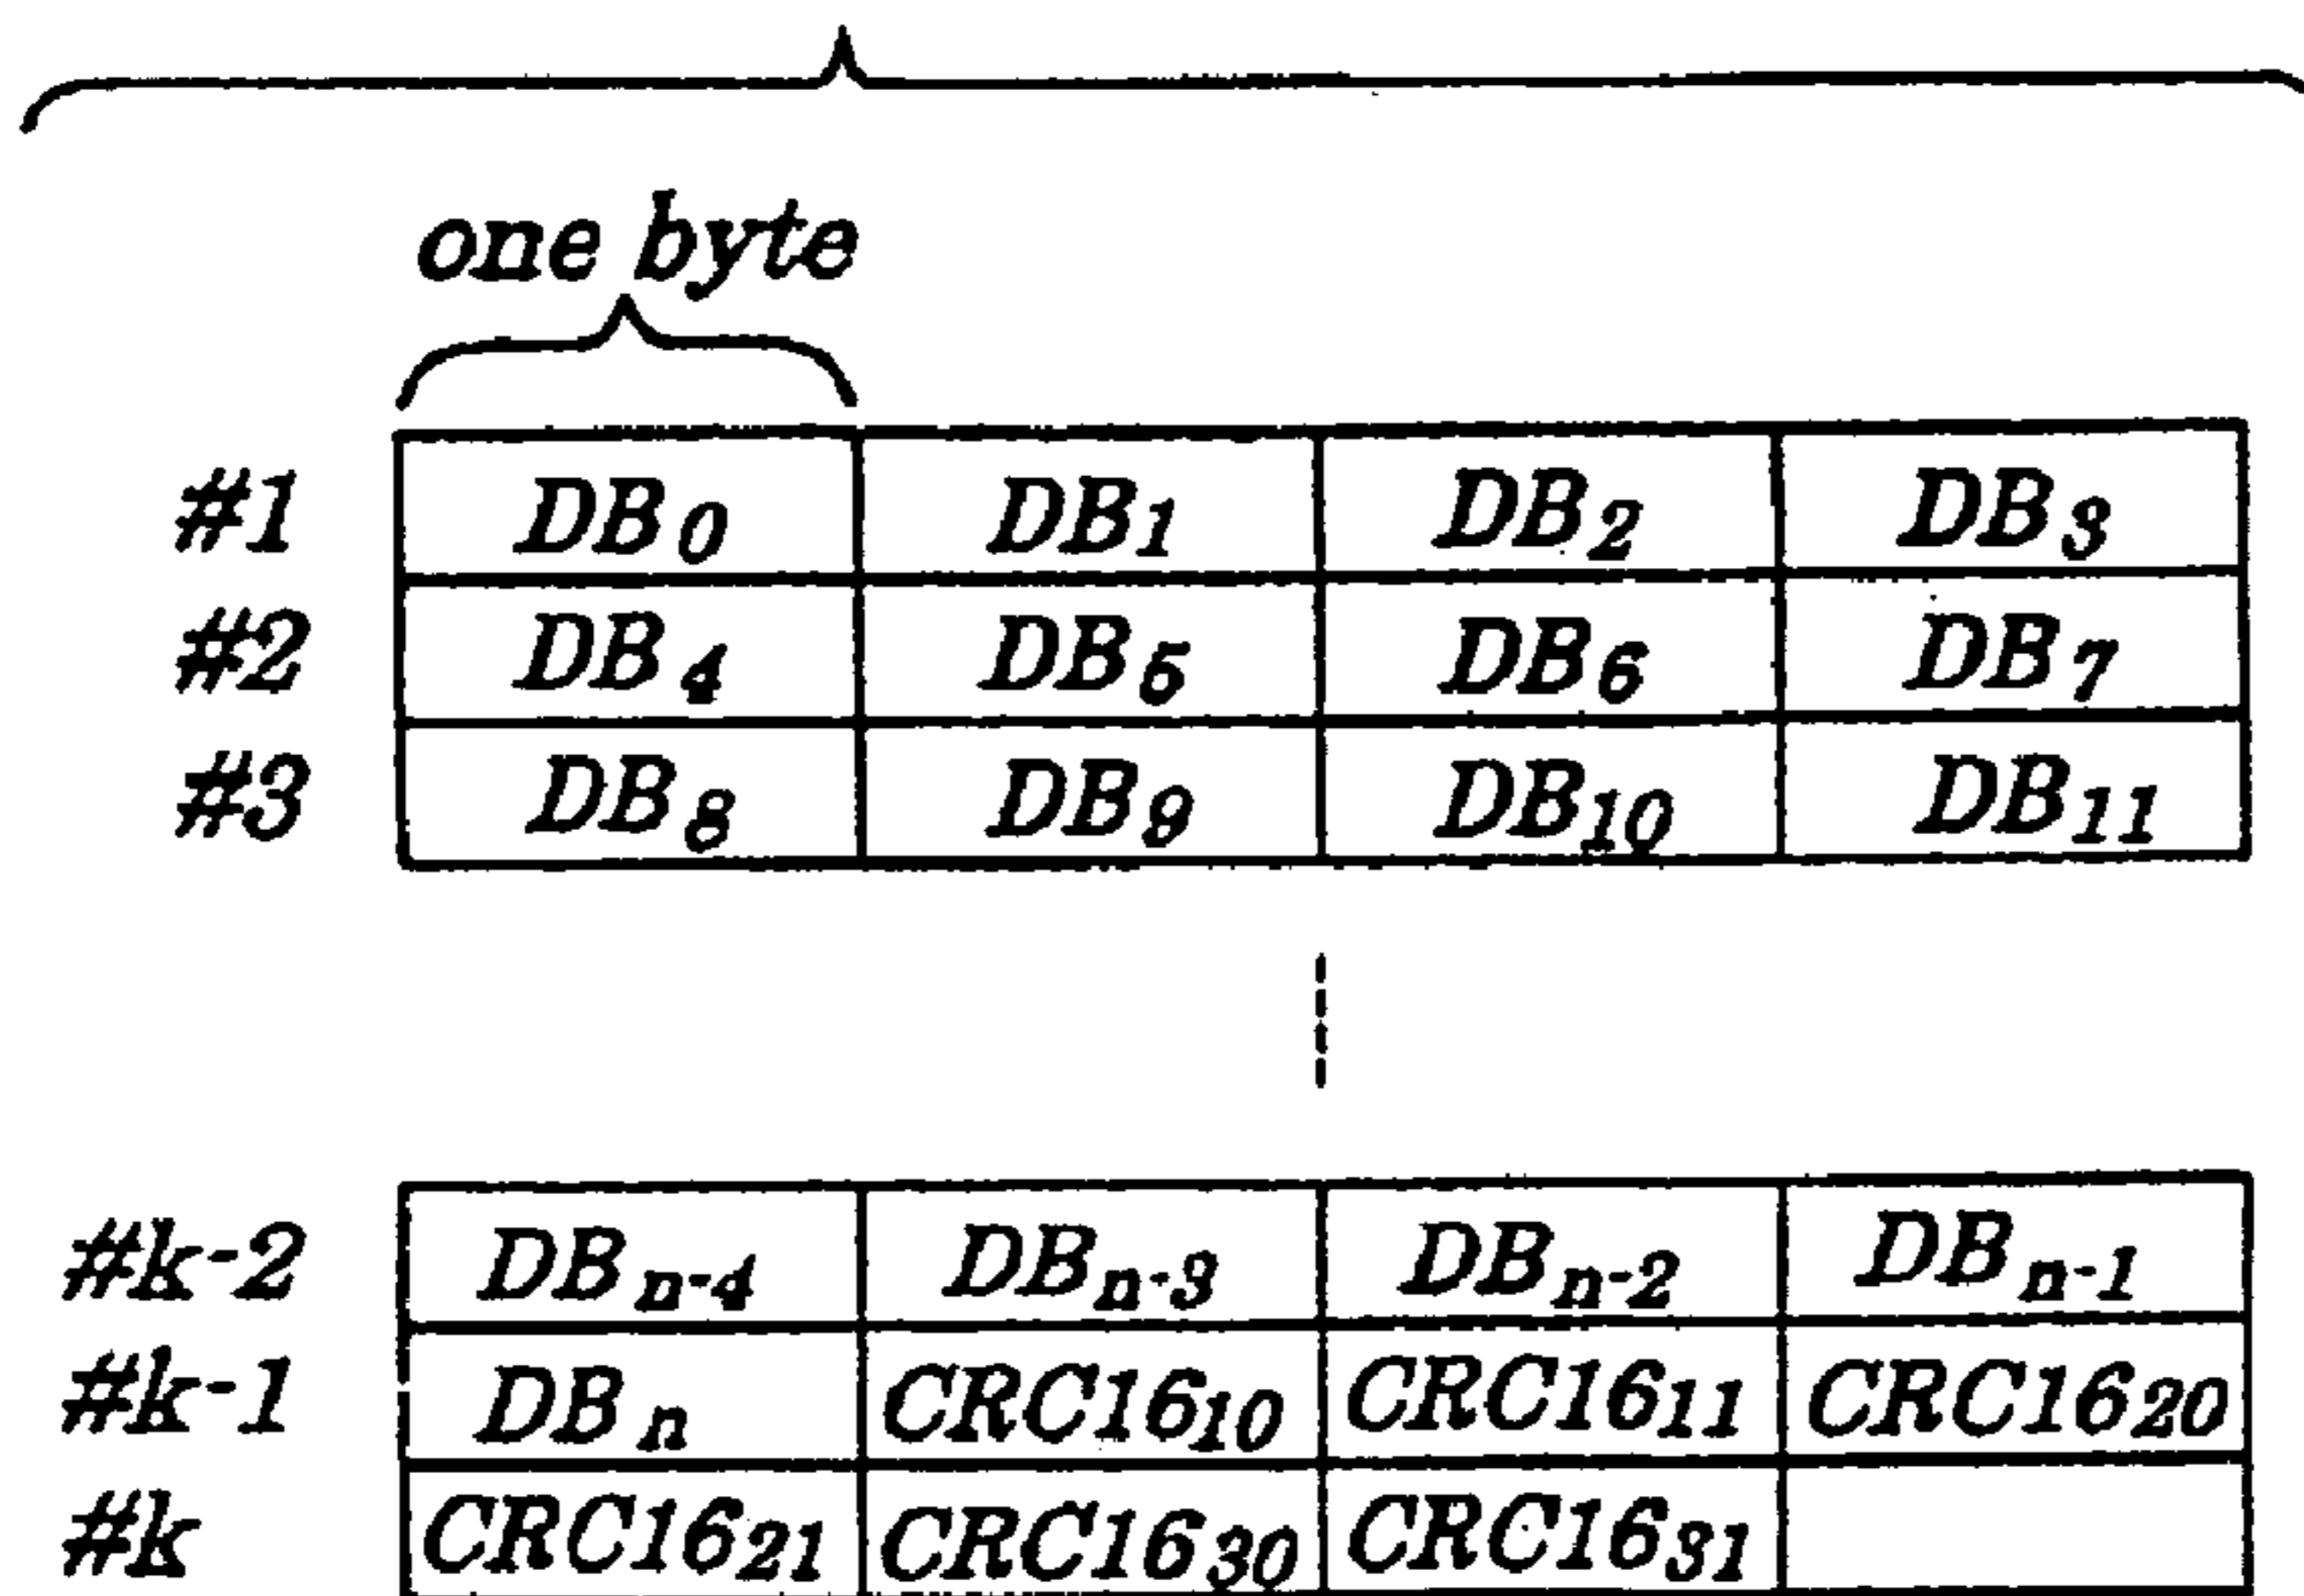 one byte
#1 DB0 DB1 DB2 DB3
#2 DB4 DB5 DB6 DB7
#3 DB8 DB9 DB10 DB11
#k-2 DBn-4 DBn-3 DBn-2 DBn-1
#k-1 DBn CRC1610 CRC1611 CRC1620
#k CRC1621 CRC1630 CRC1631